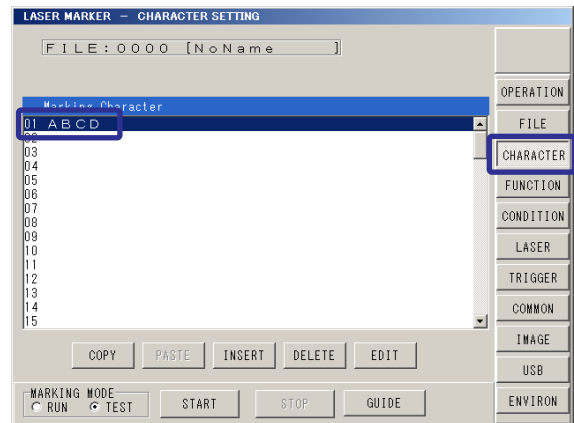 LASER MARKER － CHARACTER SETTING
FILE:0000 [NoName ]
Marking Character
01 ABCD
02
03
04
05
06
07
08
09
10
11
12
13
14
15
COPY PASTE INSERT DELETE EDIT
MARKING MODE
RUN TEST START STOP GUIDE
OPERATION
FILE
CHARACTER
FUNCTION
CONDITION
LASER
TRIGGER
COMMON
IMAGE
USB
ENVIRON